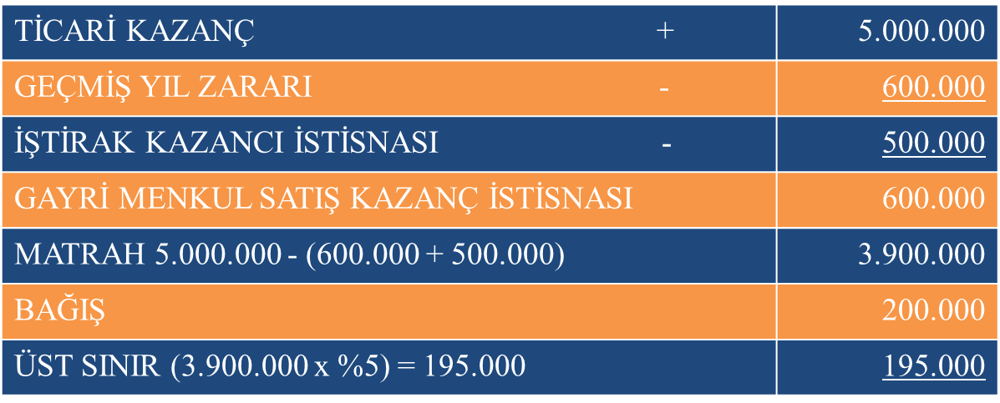 TİCARİ KAZANÇ + 5.000.000
GEÇMİŞ YIL ZARARI - 600.000
İŞTİRAK KAZANCI İSTİSNASI - 500.000
GAYRİ MENKUL SATIŞ KAZANÇ İSTİSNASI 600.000
MATRAH 5.000.000 - (600.000 + 500.000) 3.900.000
BAĞIŞ 200.000
ÜST SINIR (3.900.000 x %5) = 195.000 195.000